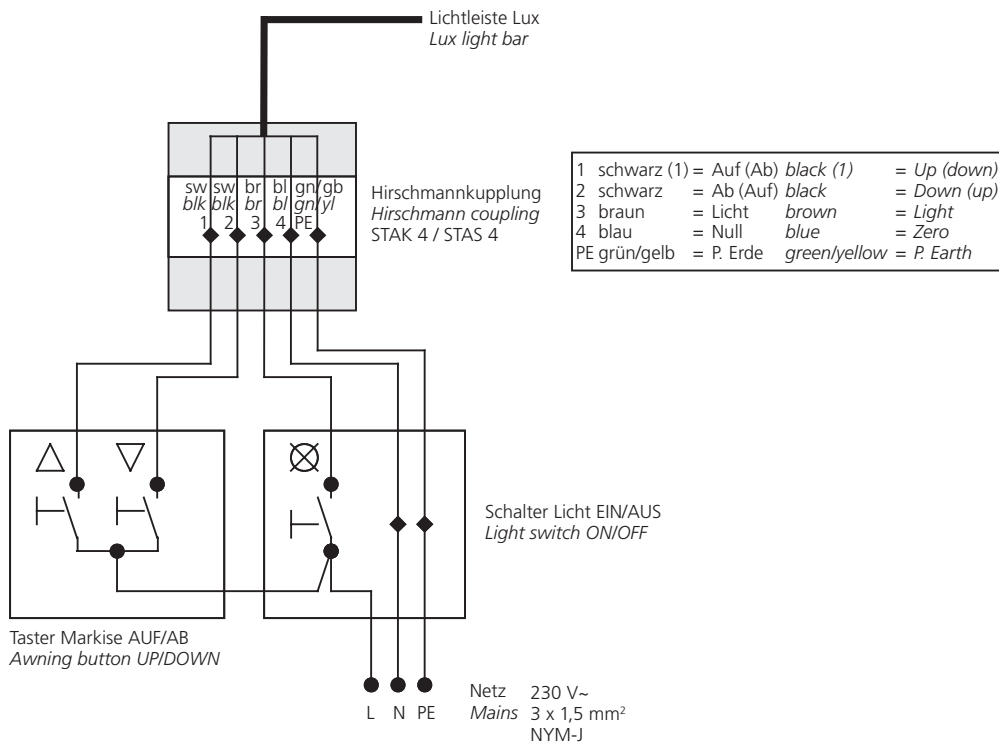 Lichtleiste Lux
Lux light bar
sw sw br bl gn/gb
blk blk br bl gn/yl
1 2 3 4 PE
Hirschmannkupplung
Hirschmann coupling
STAK 4 / STAS 4
1 schwarz (1) = Auf (Ab) black (1) = Up (down)
2 schwarz = Ab (Auf) black = Down (up)
3 braun = Licht brown = Light
4 blau = Null blue = Zero
PE grün/gelb = P. Erde green/yellow = P. Earth
Schalter Licht EIN/AUS
Light switch ON/OFF
Taster Markise AUF/AB
Awning button UP/DOWN
L N PE
Netz 230 V~
Mains 3 x 1,5 mm²
NYM-J